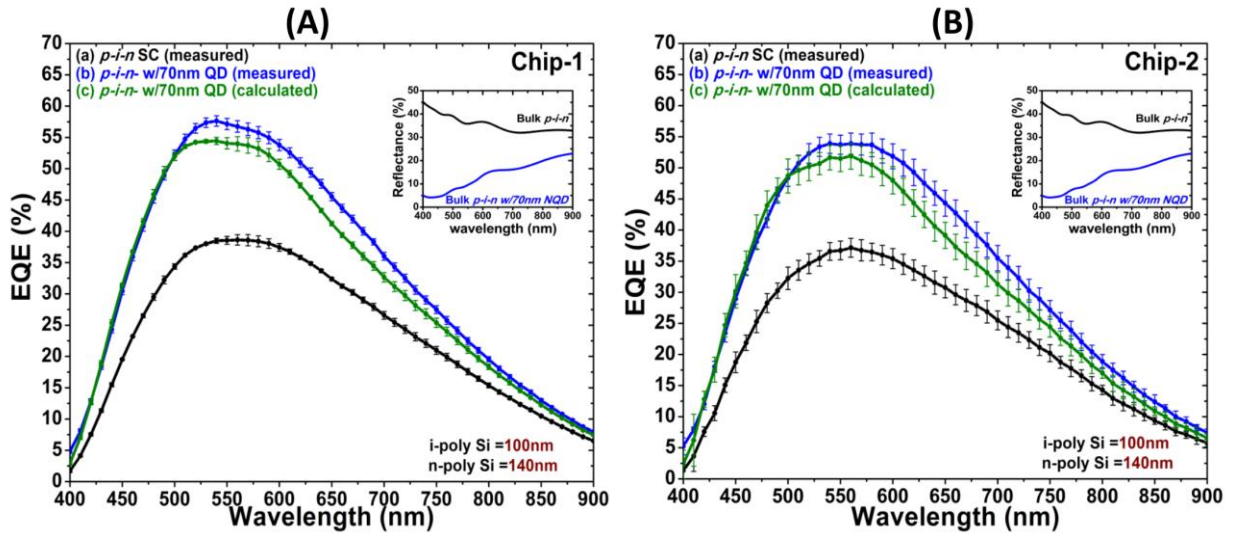 (A)
70
65
60
55
50
45
40
35
30
25
20
15
10
5
0
EQE (%)
(a) p-i-n SC (measured)
(b) p-i-n- w/70nm QD (measured)
(c) p-i-n- w/70nm QD (calculated)
Chip-1
50
40
30
20
10
0
Reflectance (%)
Bulk p-i-n
Bulk p-i-n w/70nm NQD
400 500 600 700 800 900
wavelength (nm)
i-poly Si =100nm
n-poly Si =140nm
400 450 500 550 600 650 700 750 800 850 900
Wavelength (nm)
(B)
70
65
60
55
50
45
40
35
30
25
20
15
10
5
0
EQE (%)
(a) p-i-n SC (measured)
(b) p-i-n- w/70nm QD (measured)
(c) p-i-n- w/70nm QD (calculated)
Chip-2
50
40
30
20
10
0
Reflectance (%)
Bulk p-i-n
Bulk p-i-n w/70nm NQD
400 500 600 700 800 900
wavelength (nm)
i-poly Si =100nm
n-poly Si =140nm
400 450 500 550 600 650 700 750 800 850 900
Wavelength (nm)